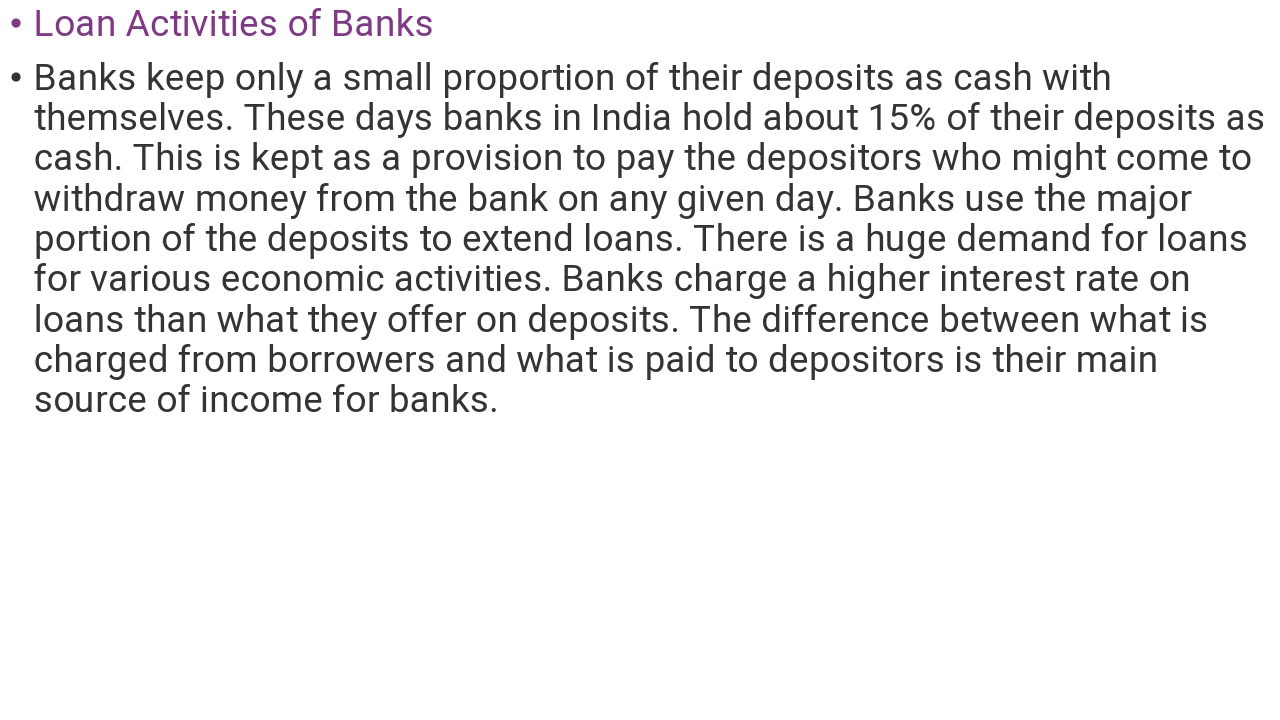 • Loan Activities of Banks
• Banks keep only a small proportion of their deposits as cash with
themselves. These days banks in India hold about 15% of their deposits as
cash. This is kept as a provision to pay the depositors who might come to
withdraw money from the bank on any given day. Banks use the major
portion of the deposits to extend loans. There is a huge demand for loans
for various economic activities. Banks charge a higher interest rate on
loans than what they offer on deposits. The difference between what is
charged from borrowers and what is paid to depositors is their main
source of income for banks.